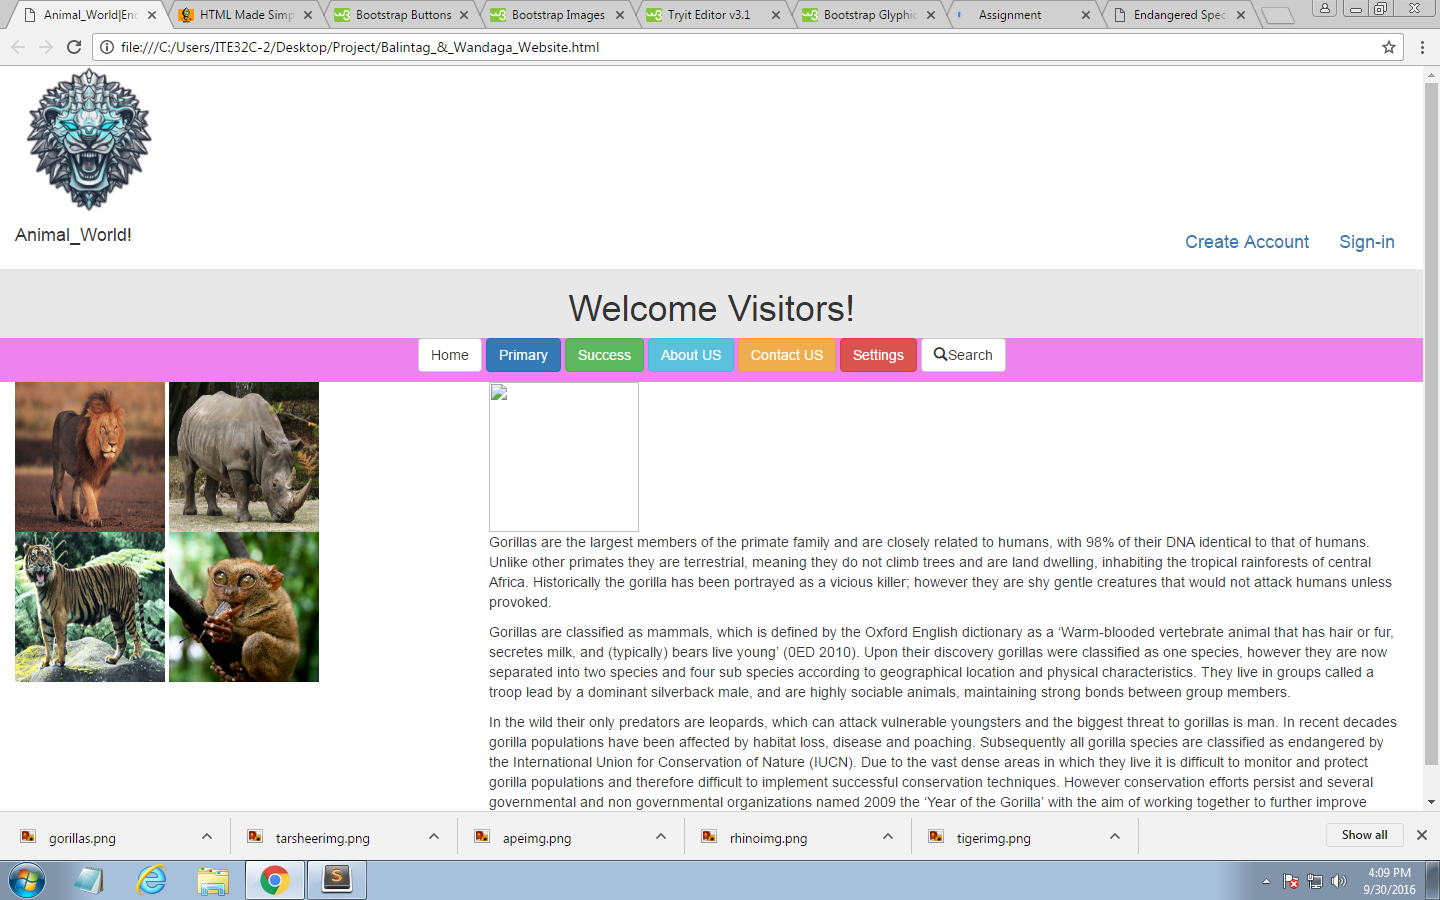 Animal_World|Enc
HTML Made Simp
Bootstrap Buttons
Bootstrap Images
Tryit Editor v3.1
Bootstrap Glyphic
Assignment
Endangered Spec
file:///C:/Users/ITE32C-2/Desktop/Project/Balintag_&_Wandaga_Website.html
Animal_World!
Create Account
Sign-in
Welcome Visitors!
Home
Primary
Success
About US
Contact US
Settings
Search
Gorillas are the largest members of the primate family and are closely related to humans, with 98% of their DNA identical to that of humans.
Unlike other primates they are terrestrial, meaning they do not climb trees and are land dwelling, inhabiting the tropical rainforests of central
Africa. Historically the gorilla has been portrayed as a vicious killer; however they are shy gentle creatures that would not attack humans unless
provoked.
Gorillas are classified as mammals, which is defined by the Oxford English dictionary as a ‘Warm-blooded vertebrate animal that has hair or fur,
secretes milk, and (typically) bears live young’ (0ED 2010). Upon their discovery gorillas were classified as one species, however they are now
separated into two species and four sub species according to geographical location and physical characteristics. They live in groups called a
troop lead by a dominant silverback male, and are highly sociable animals, maintaining strong bonds between group members.
In the wild their only predators are leopards, which can attack vulnerable youngsters and the biggest threat to gorillas is man. In recent decades
gorilla populations have been affected by habitat loss, disease and poaching. Subsequently all gorilla species are classified as endangered by
the International Union for Conservation of Nature (IUCN). Due to the vast dense areas in which they live it is difficult to monitor and protect
gorilla populations and therefore difficult to implement successful conservation techniques. However conservation efforts persist and several
governmental and non governmental organizations named 2009 the ‘Year of the Gorilla’ with the aim of working together to further improve
gorillas.png
tarsheerimg.png
apeimg.png
rhinoimg.png
tigerimg.png
Show all
4:09 PM
9/30/2016